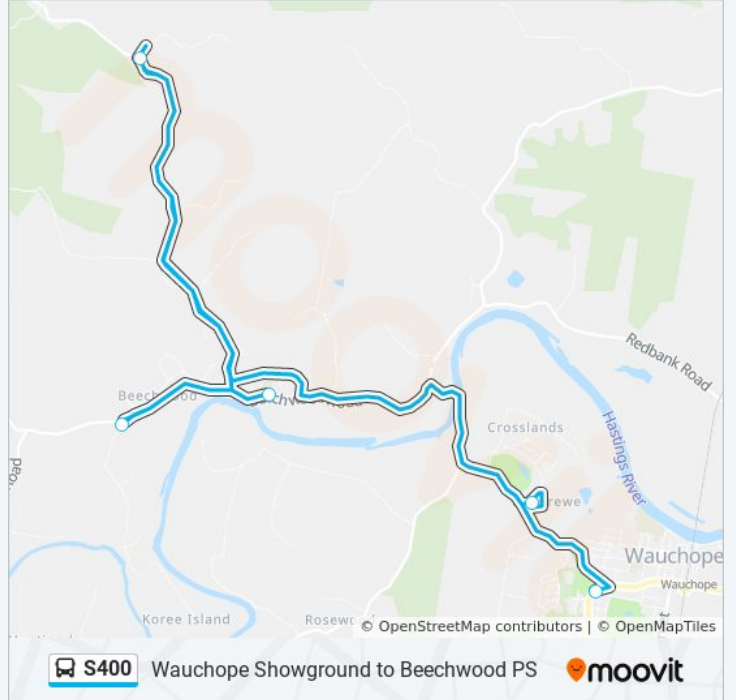 Redbank Road
Beechwood
Crosslands
Hastings River
Wauchope
Wauchope
Koree Island
© OpenStreetMap contributors | © OpenMapTiles
S400
Wauchope Showground to Beechwood PS
moovit